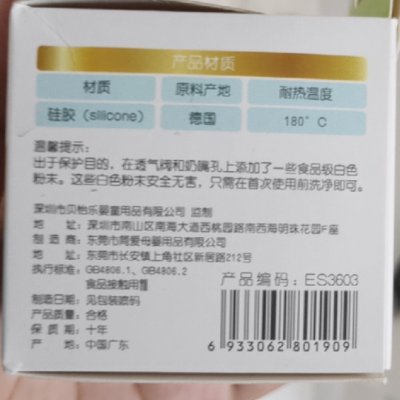 产品材质
材质 原料产地 耐热温度
硅胶（silicone） 德国 180°C
温馨提示：
出于保护目的，在透气阀和奶嘴孔上添加了一些食品级白色
粉末。这些白色粉末安全无害，只需在首次使用前洗净即可。
深圳市贝怡乐婴童用品有限公司 监制
地 址：深圳市南山区南海大道西桃园路南西海明珠花园F座
制 造 商：东莞市茼爱母婴用品有限公司
地 址：东莞市长安镇上角社区新居路212号
执行标准：GB4806.1、GB4806.2
食品接触用
产品编码：ES3603
制造日期：见包装喷码
产品质量：合格
保 质 期：十年
产 地：中国广东
6 933062 801909